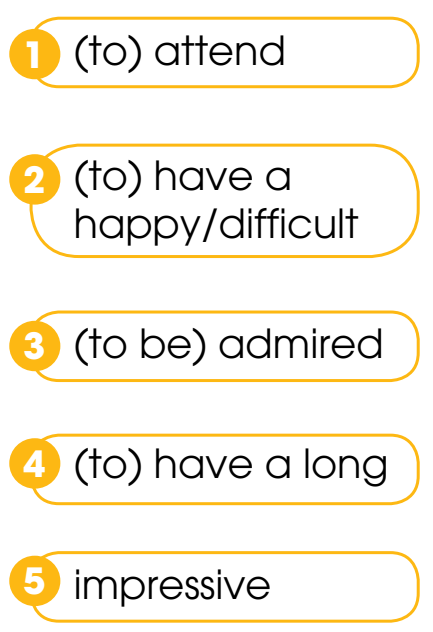 1 (to) attend
2 (to) have a
happy/difficult
3 (to be) admired
4 (to) have a long
5 impressive